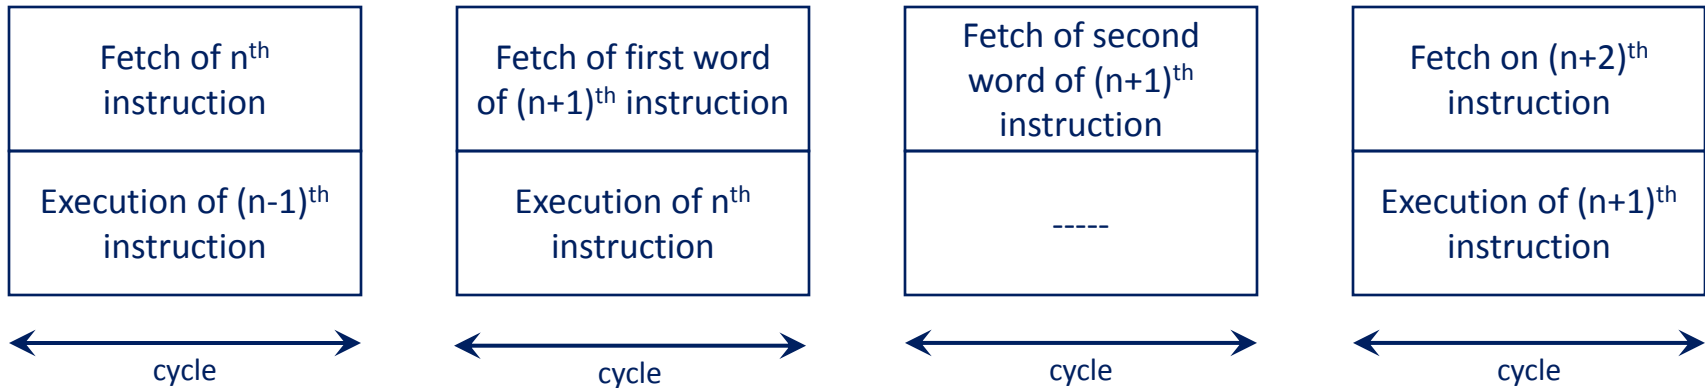 Fetch of nth
instruction
Execution of (n-1)th
instruction
cycle
Fetch of first word
of (n+1)th instruction
Execution of nth
instruction
cycle
Fetch of second
word of (n+1)th
instruction
-----
cycle
Fetch on (n+2)th
instruction
Execution of (n+1)th
instruction
cycle